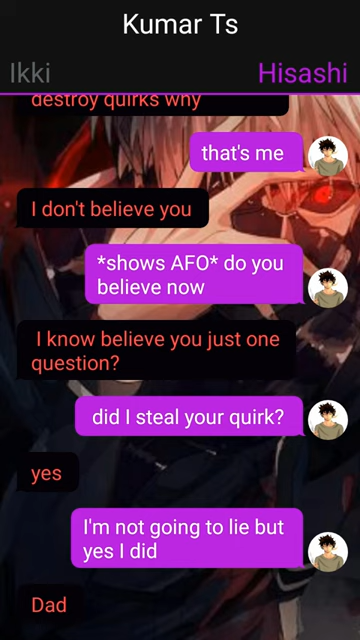 Kumar Ts
Ikki
Hisashi
destroy quirks why
that's me
I don't believe you
*shows AFO* do you
believe now
I know believe you just one
question?
did I steal your quirk?
yes
I'm not going to lie but
yes I did
Dad